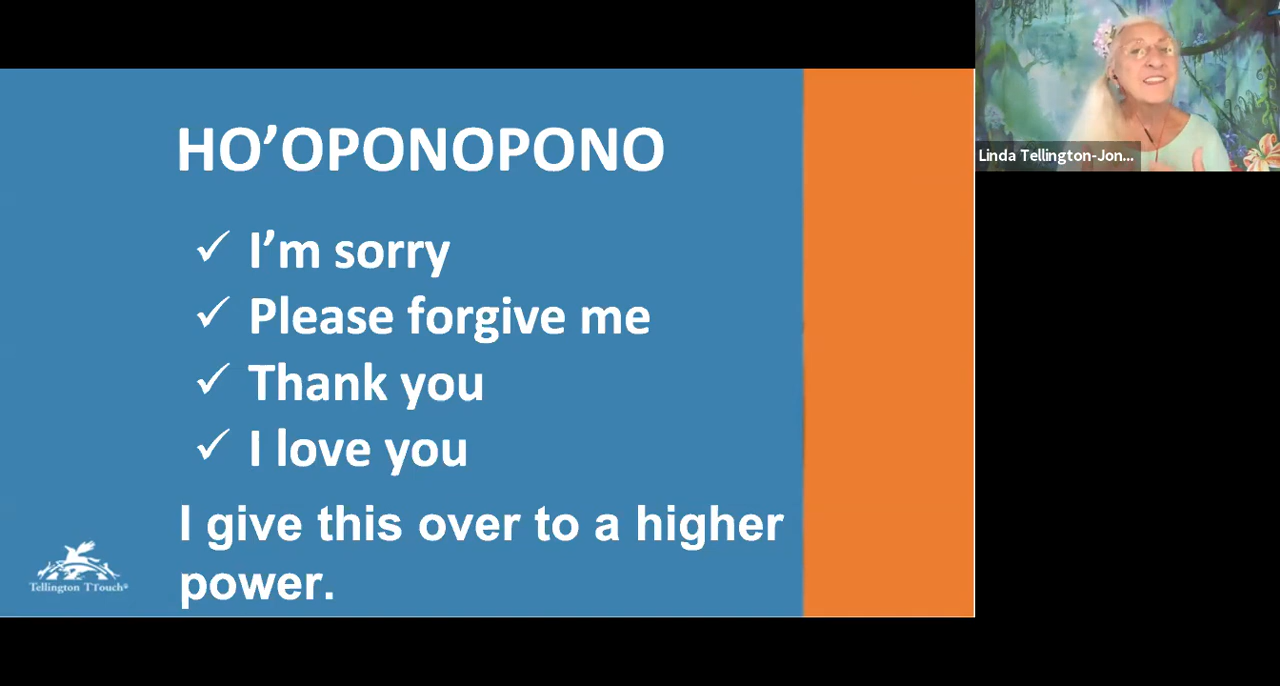 HO’OPONOPONO
✓ I’m sorry
✓ Please forgive me
✓ Thank you
✓ I love you
I give this over to a higher
power.
Tellington TTouch®
Linda Tellington-Jon...